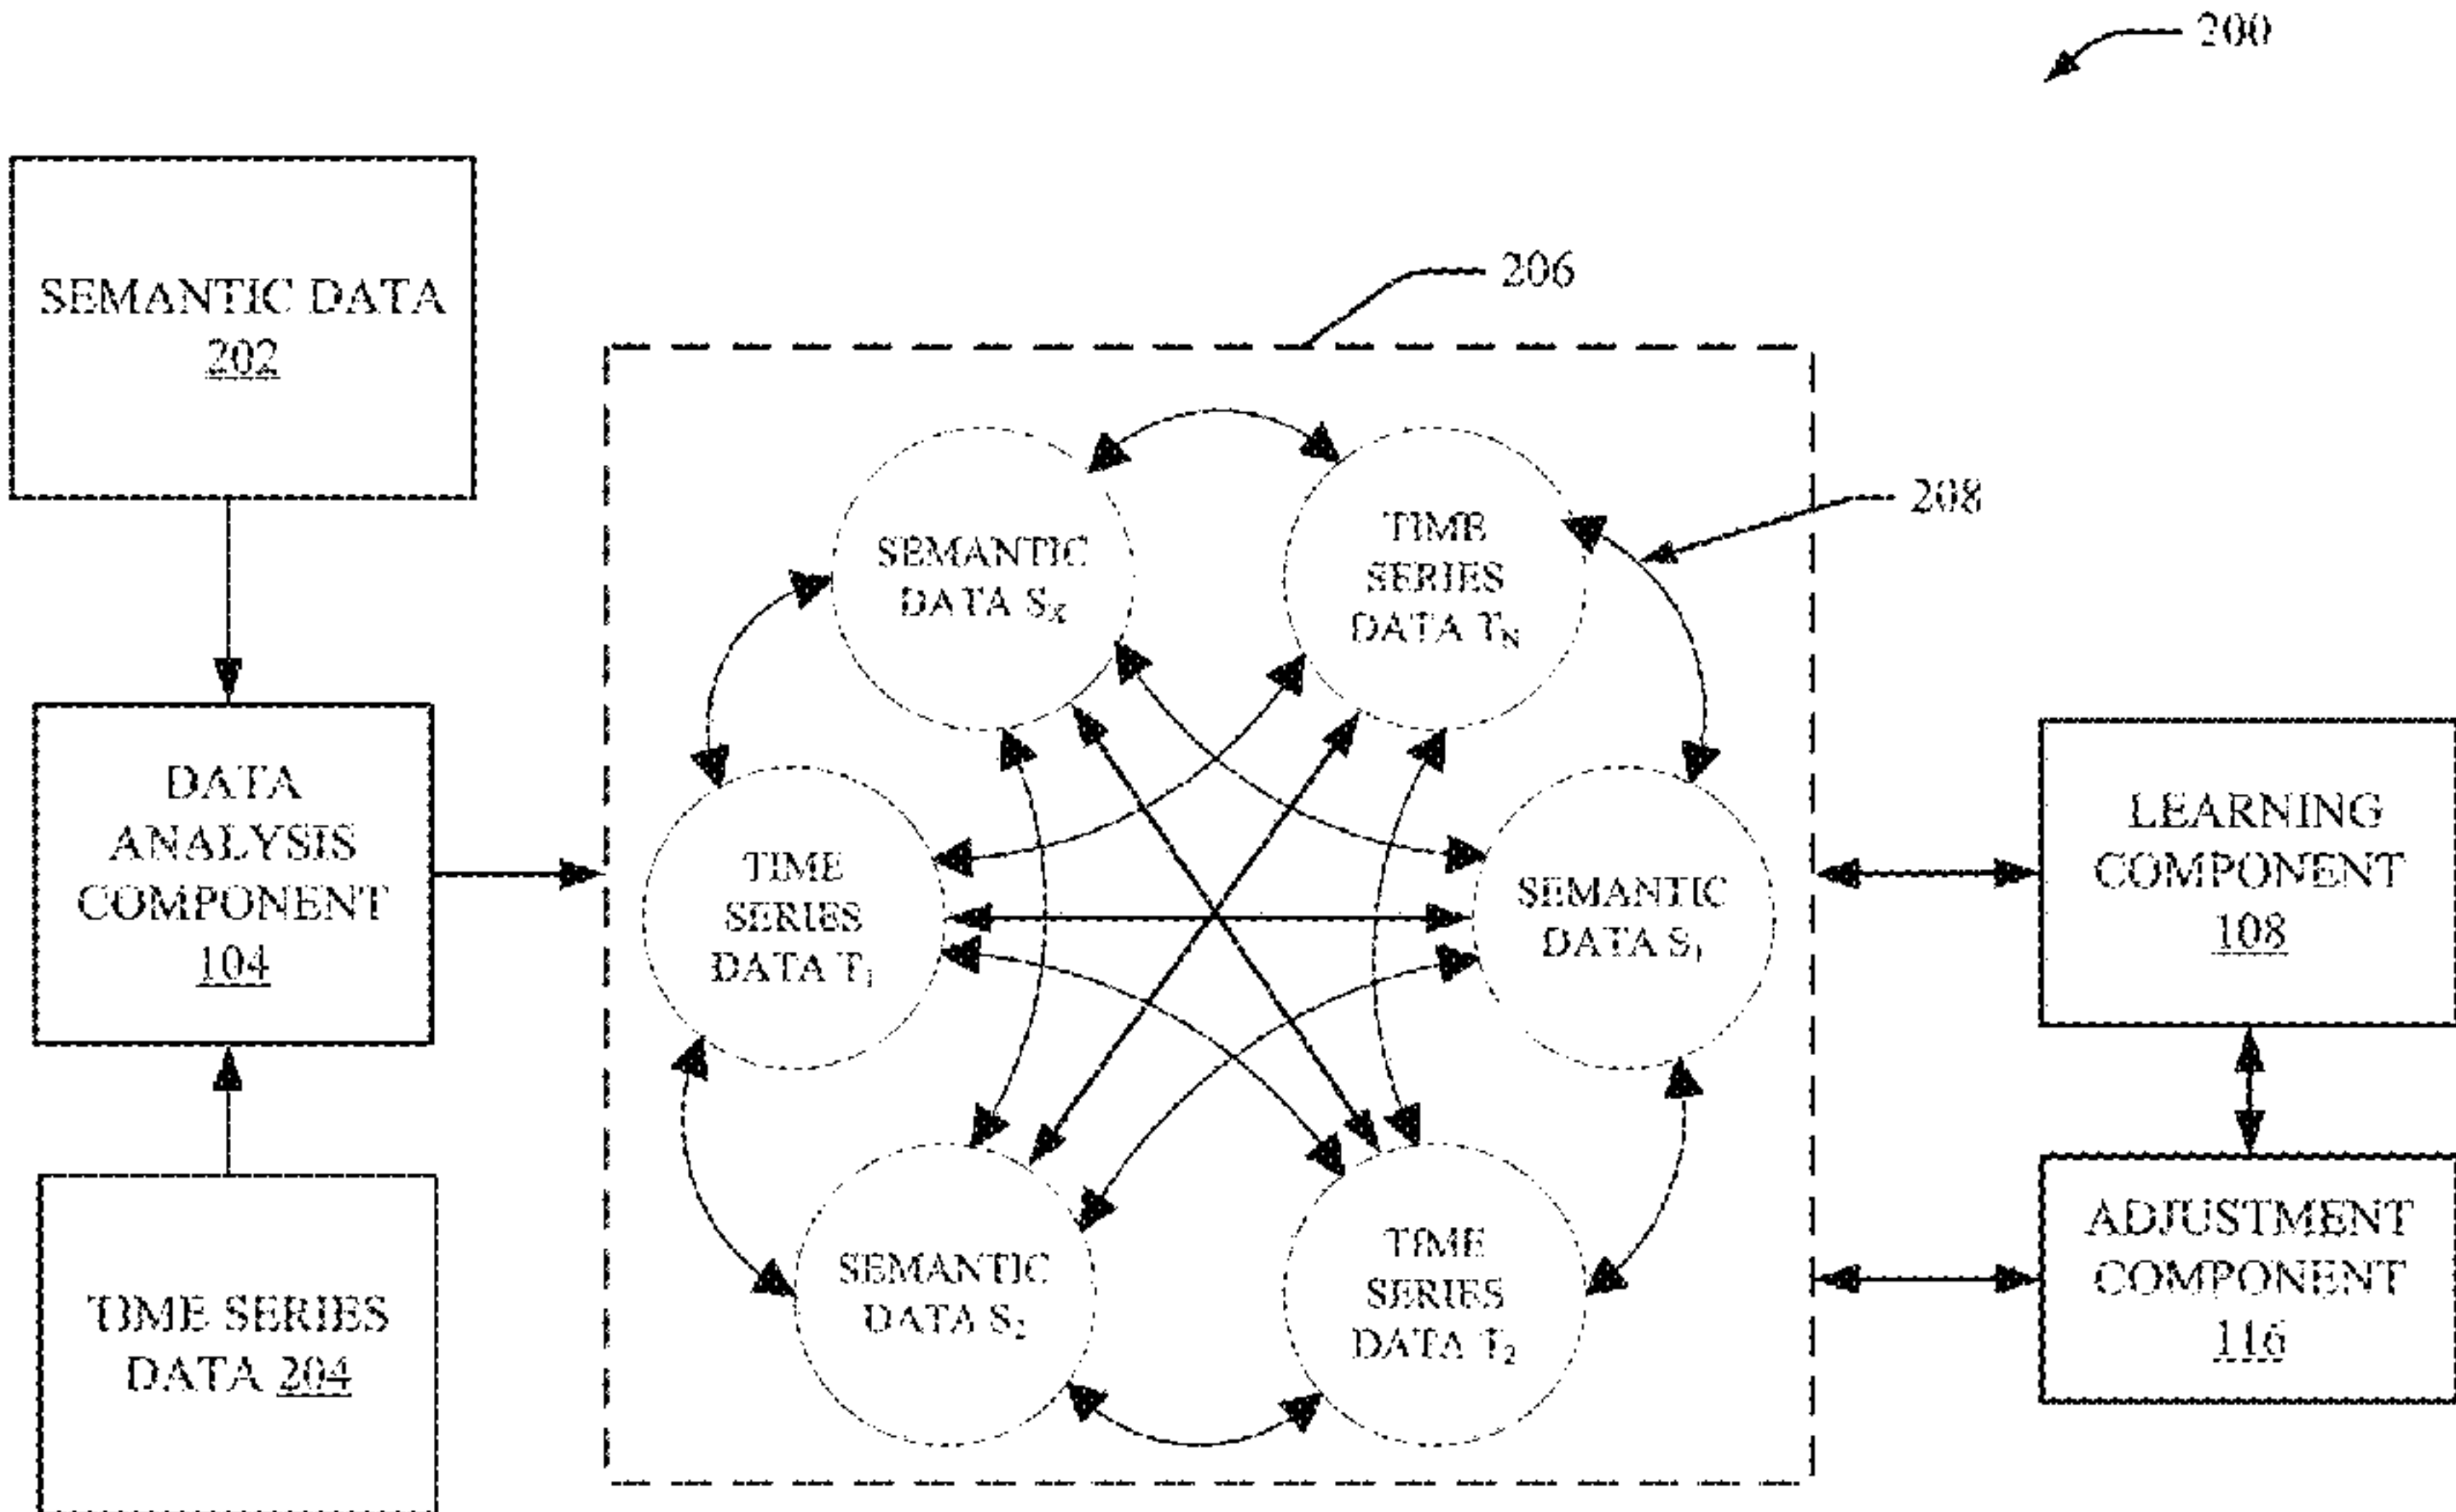 200
SEMANTIC DATA
202
206
208
SEMANTIC
DATA S
TIME
SERIES
DATA T_N
DATA
ANALYSIS
COMPONENT
104
TIME
SERIES
DATA T₁
SEMANTIC
DATA S₁
LEARNING
COMPONENT
108
SEMANTIC
DATA S₂
TIME
SERIES
DATA T₂
ADJUSTMENT
COMPONENT
116
TIME SERIES
DATA 204